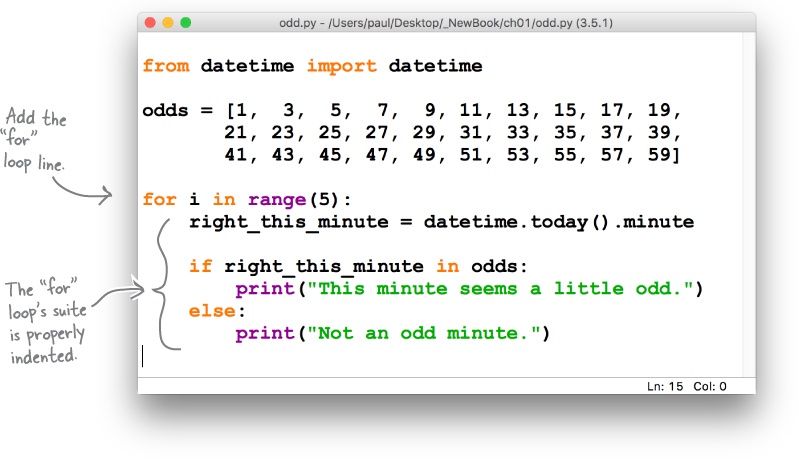 odd.py - /Users/paul/Desktop/_NewBook/ch01/odd.py (3.5.1)
from datetime import datetime
odds = [1, 3, 5, 7, 9, 11, 13, 15, 17, 19,
21, 23, 25, 27, 29, 31, 33, 35, 37, 39,
41, 43, 45, 47, 49, 51, 53, 55, 57, 59]
Add the
"for"
loop line.
for i in range(5):
right_this_minute = datetime.today().minute
if right_this_minute in odds:
print("This minute seems a little odd.")
else:
print("Not an odd minute.")
The "for"
loop's suite
is properly
indented.
Ln: 15 Col: 0